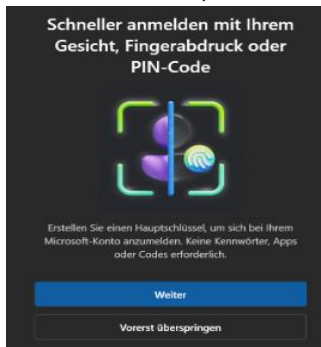 Schneller anmelden mit Ihrem
Gesicht, Fingerabdruck oder
PIN-Code
Erstellen Sie einen Hauptschlüssel, um sich bei Ihrem
Microsoft-Konto anzumelden. Keine Kennwörter, Apps
oder Codes erforderlich.
Weiter
Vorerst überspringen